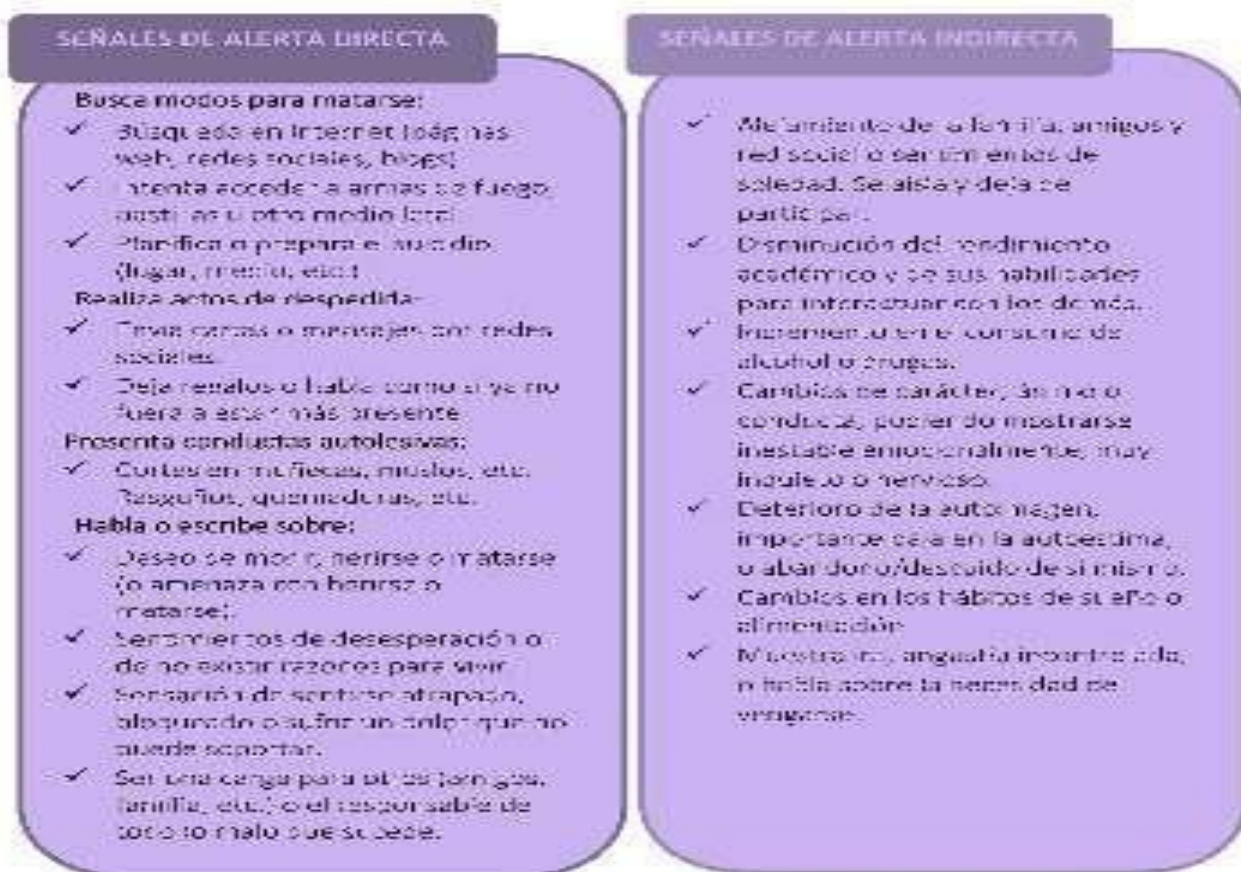 SEÑALES DE ALERTA DIRECTA
Busca modos para matarse:
✓ Búsqueda en internet (páginas
web, redes sociales, blogs)
✓ Intenta acceder a armas de fuego,
pastillas u otro medio letal
✓ Planifica o prepara el suicidio
(lugar, medio, etc.)
Realiza actos de despedida:
✓ Envía cartas o mensajes por redes
sociales.
✓ Deja regalos o habla como si ya no
fuera a estar más presente
Presenta conductas autolesivas:
✓ Cortes en muñecas, muslos, etc.
Rasguños, quemaduras, etc.
Habla o escribe sobre:
✓ Deseo de morir, herirse o matarse
(o amenaza con herirse o
matarse).
✓ Sentimientos de desesperación o
de no existir razones para vivir
✓ Sensación de sentirse atrapado,
bloqueado o sufrir un dolor que no
puede soportar.
✓ Ser una carga para otros (amigos,
familia, etc.) o el responsable de
todo lo malo que sucede.
SEÑALES DE ALERTA INDIRECTA
✓ Alejamiento de la familia, amigos y
red social o sentimientos de
soledad. Se aísla y deja de
participar.
✓ Disminución del rendimiento
académico y de sus habilidades
para interactuar con los demás.
✓ Incremento en el consumo de
alcohol o drogas.
✓ Cambios de carácter, ánimo o
conducta, pudiendo mostrarse
inestable emocionalmente, muy
inquieto o nervioso.
✓ Deterioro de la autoimagen,
importante baja en la autoestima,
o abandono/descuido de sí mismo.
✓ Cambios en los hábitos de sueño o
alimentación
✓ Muestra ira, angustia incontrolada,
o habla sobre la necesidad de
vengarse.